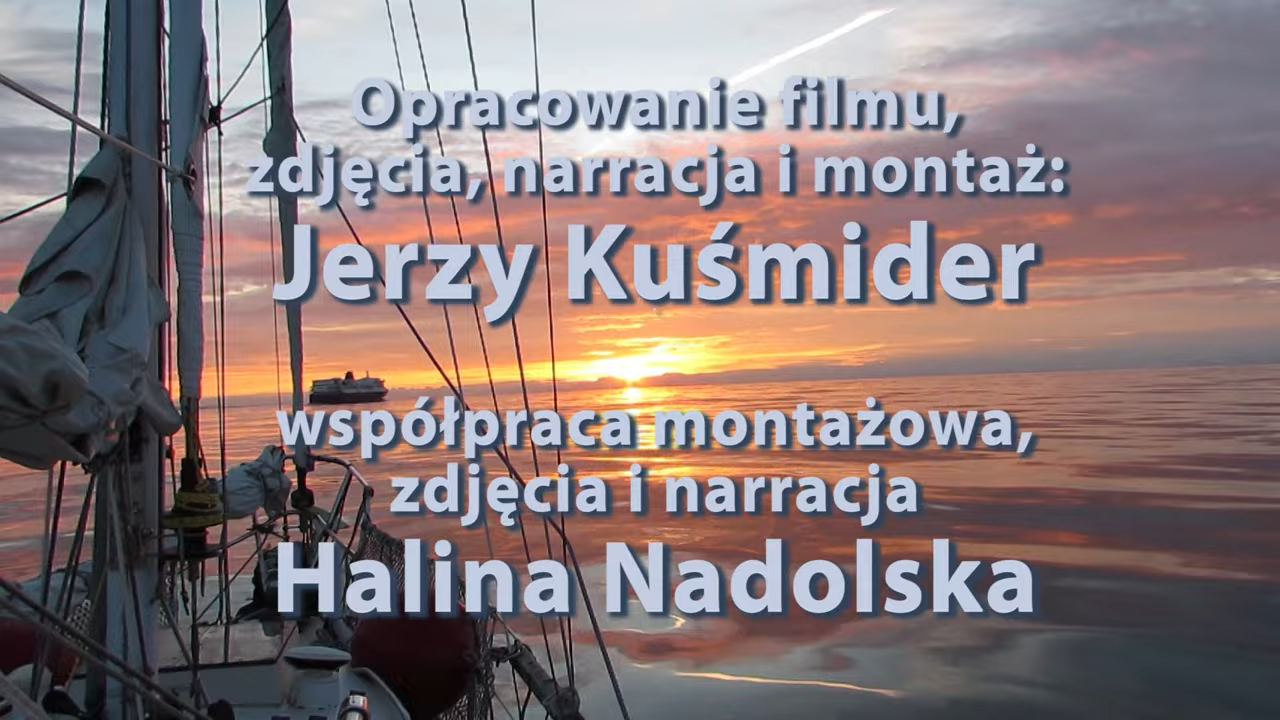 Opracowanie filmu,
zdjęcia, narracja i montaż:
Jerzy Kuśmider
współpraca montażowa,
zdjęcia i narracja
Halina Nadolska